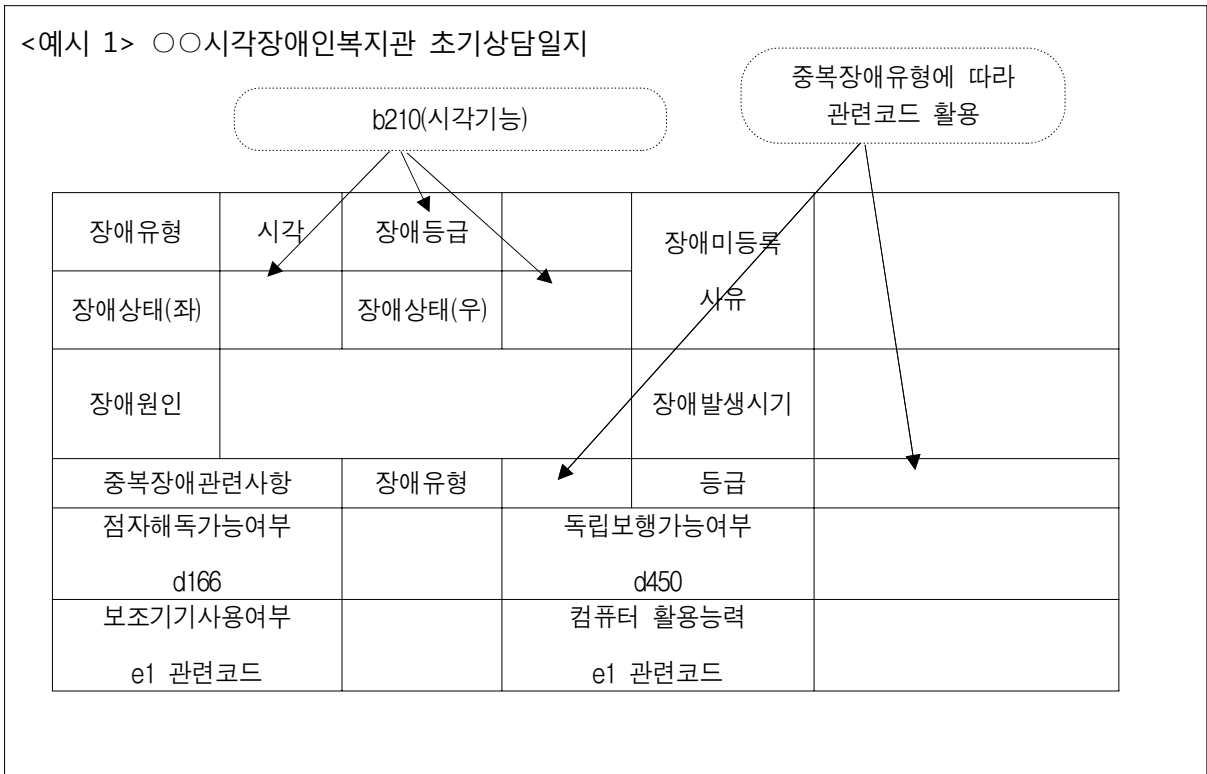 <예시 1> ○○시각장애인복지관 초기상담일지
중복장애유형에 따라
관련코드 활용
b210(시각기능)
장애유형 시각 장애등급 장애미등록
사유
장애상태(좌) 장애상태(우)
장애원인 장애발생시기
중복장애관련사항 장애유형 등급
점자해독가능여부 독립보행가능여부
d166 d450
보조기기사용여부 컴퓨터 활용능력
e1 관련코드 e1 관련코드